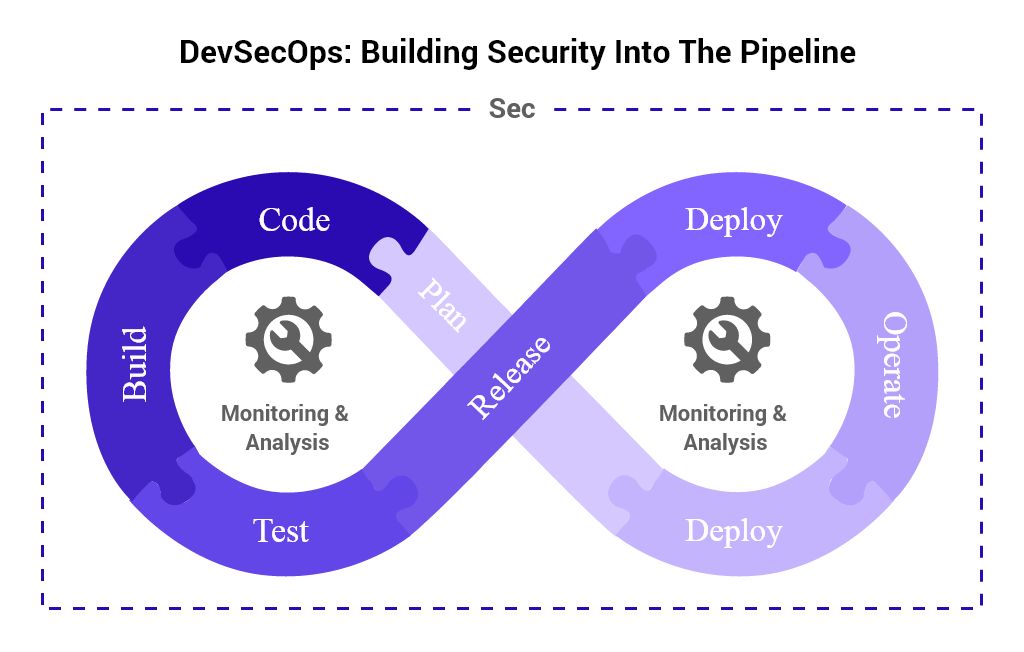 DevSecOps: Building Security Into The Pipeline
Sec
Code
Deploy
Plan
Build
Monitoring &
Analysis
Release
Monitoring &
Analysis
Operate
Test
Deploy